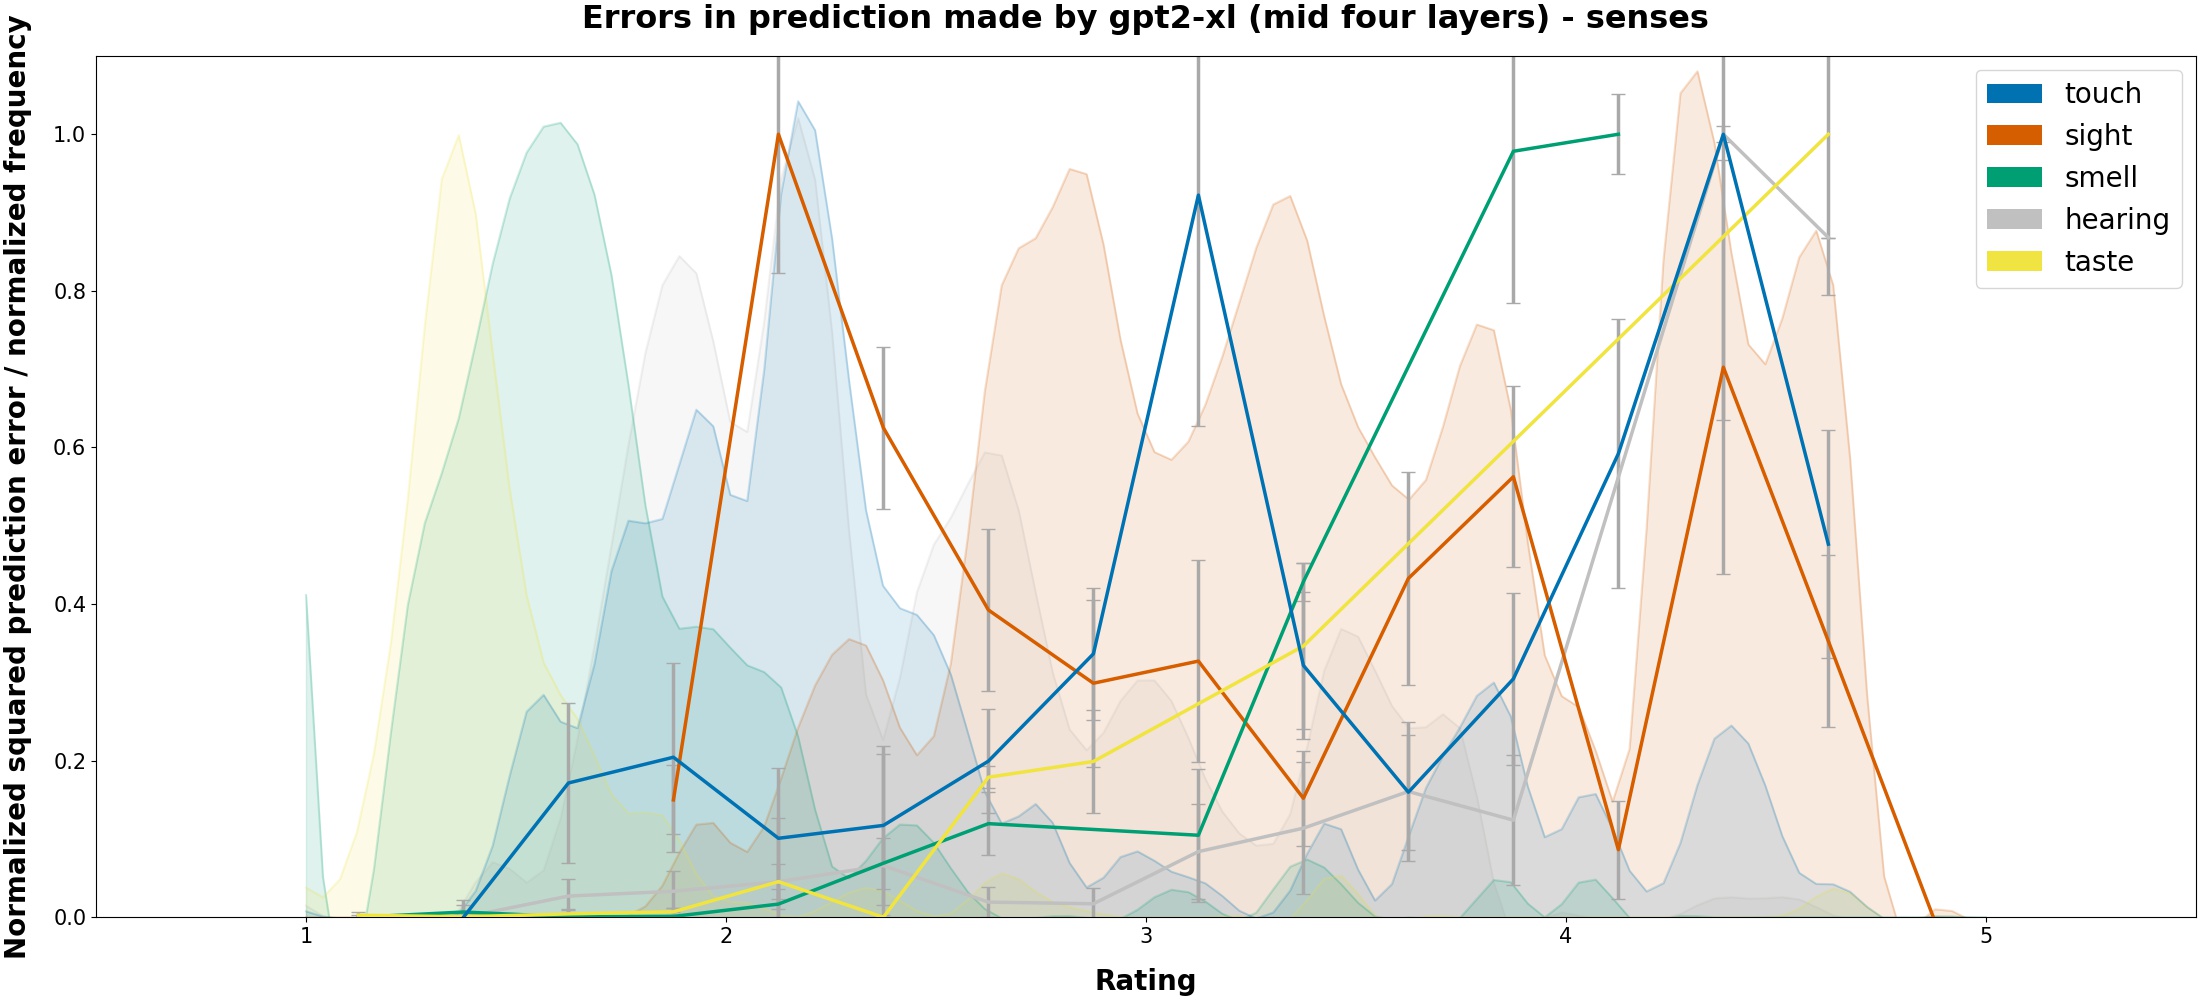 Errors in prediction made by gpt2-xl (mid four layers) - senses
Normalized squared prediction error / normalized frequency
1.0
0.8
0.6
0.4
0.2
0.0
touch
sight
smell
hearing
taste
1 2 3 4 5
Rating